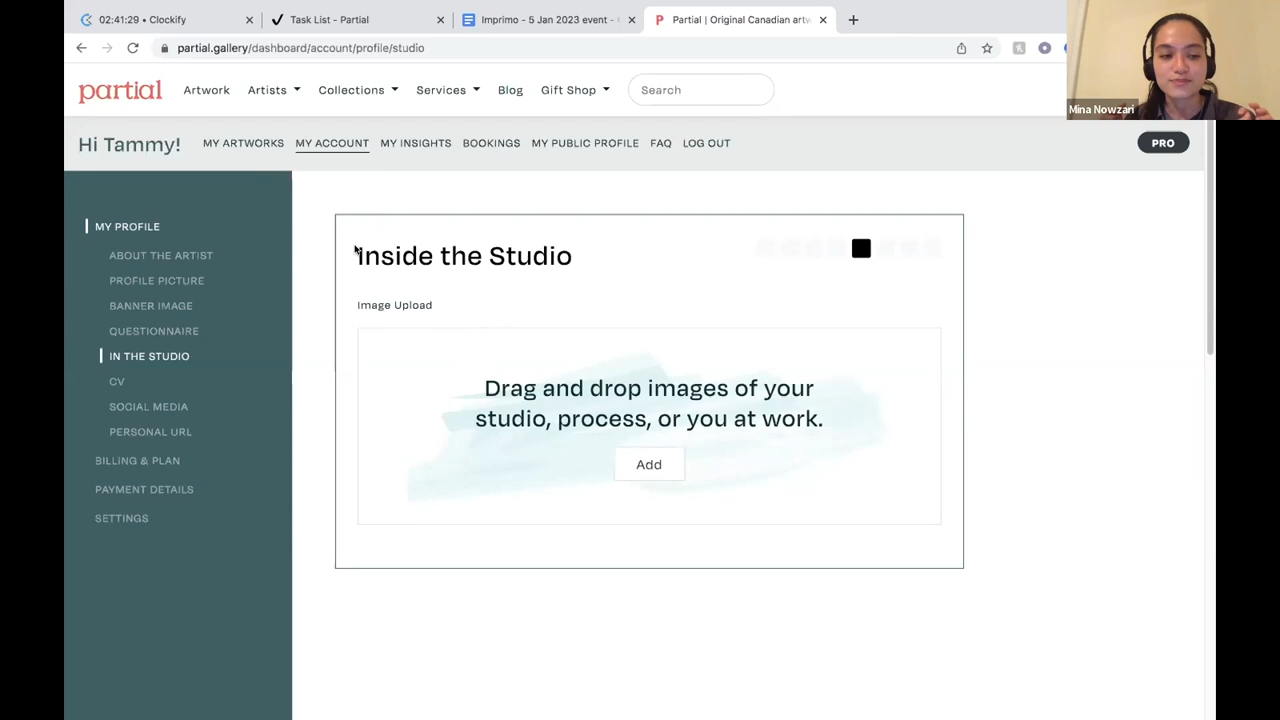 02:41:29 • Clockify
Task List - Partial
Imprimo - 5 Jan 2023 event -
Partial | Original Canadian artw
partial.gallery/dashboard/account/profile/studio
Mina Nowzari
partial
Artwork
Artists
Collections
Services
Blog
Gift Shop
Search
Hi Tammy!
MY ARTWORKS
MY ACCOUNT
MY INSIGHTS
BOOKINGS
MY PUBLIC PROFILE
FAQ
LOG OUT
PRO
MY PROFILE
ABOUT THE ARTIST
PROFILE PICTURE
BANNER IMAGE
QUESTIONNAIRE
IN THE STUDIO
CV
SOCIAL MEDIA
PERSONAL URL
BILLING & PLAN
PAYMENT DETAILS
SETTINGS
Inside the Studio
Image Upload
Drag and drop images of your
studio, process, or you at work.
Add